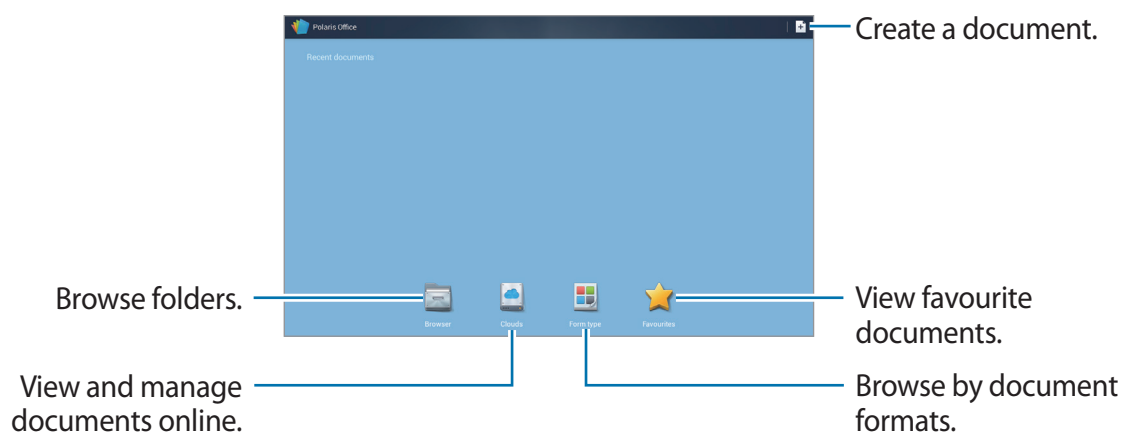 Polaris Office
Create a document.
Recent documents
Browse folders.
Browser
Clouds
Form type
Favourites
View favourite
documents.
View and manage
documents online.
Browse by document
formats.